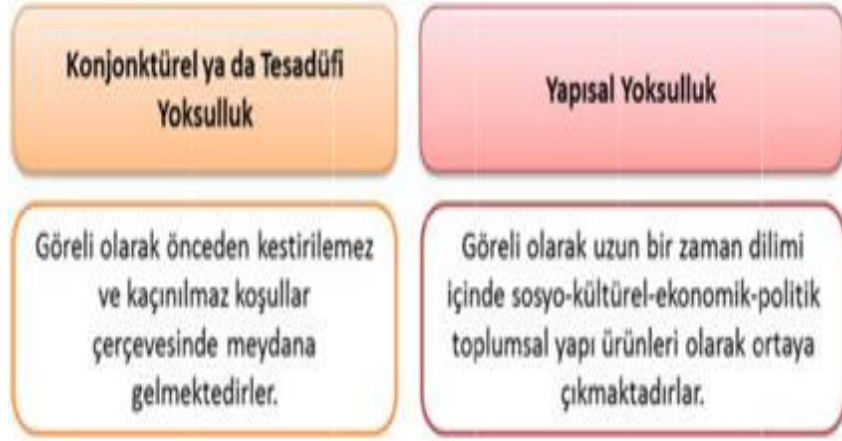 Konjonktürel ya da Tesadüfi
Yoksulluk
Göreli olarak önceden kestirilemez
ve kaçınılmaz koşullar
çerçevesinde meydana
gelmektedirler.
Yapısal Yoksulluk
Göreli olarak uzun bir zaman dilimi
içinde sosyo-kültürel-ekonomik-politik
toplumsal yapı ürünleri olarak ortaya
çıkmaktadırlar.